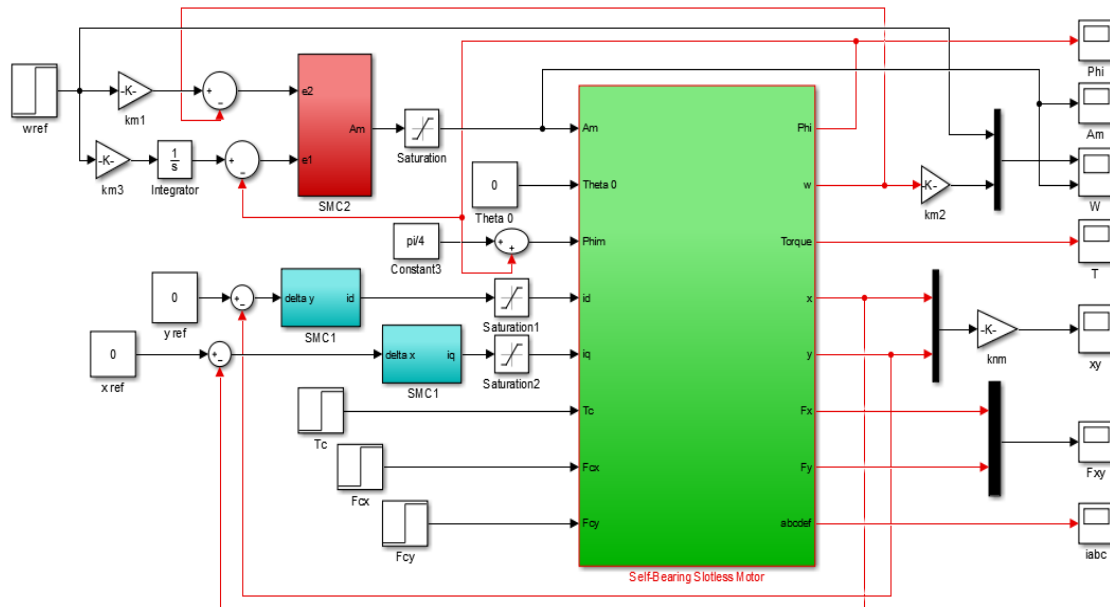 wref
-K-
km1
-K-
km3
1
s
Integrator
+
-
+
-
e2
e1
Am
SMC2
Saturation
0
Theta 0
pi/4
Constant3
+
+
0
y ref
0
x ref
+
-
+
-
delta y
id
SMC1
delta x
iq
SMC1
Saturation1
Saturation2
Tc
Fcx
Fcy
Am
Theta 0
Phim
id
iq
Tc
Fcx
Fcy
Phi
w
Torque
x
y
Fx
Fy
abcdef
Self-Bearing Slotless Motor
-K-
km2
-K-
knm
Phi
Am
W
T
xy
Fxy
iabc